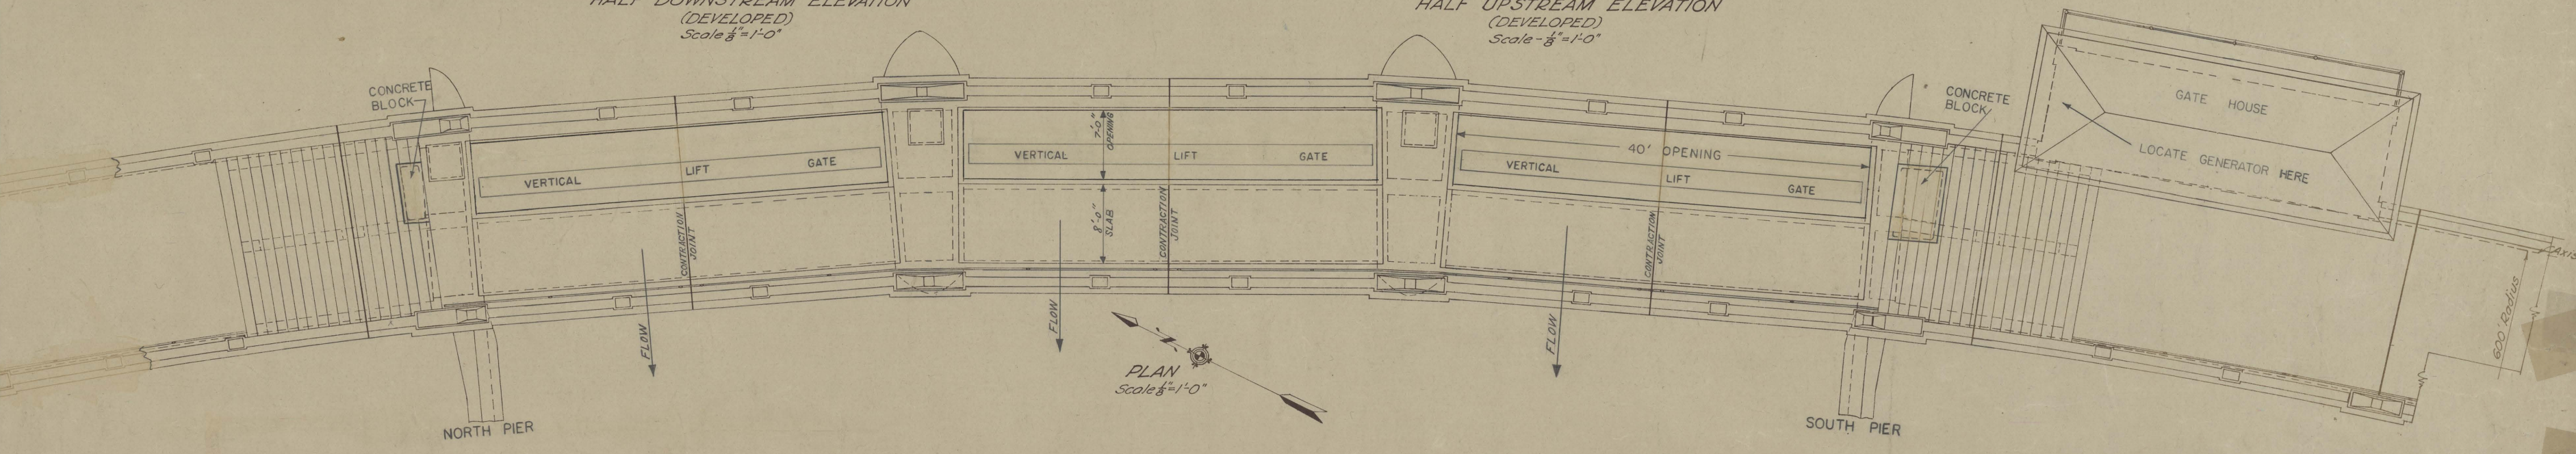 HALF DOWNSTREAM ELEVATION
(DEVELOPED)
Scale 1/8"=1'-0"
HALF UPSTREAM ELEVATION
(DEVELOPED)
Scale-1/8"=1'-0"
CONCRETE
BLOCK
CONCRETE
BLOCK
GATE HOUSE
LOCATE GENERATOR HERE
VERTICAL LIFT GATE
7'-0"
OPENING
VERTICAL LIFT GATE
40' OPENING
VERTICAL LIFT GATE
CONTRACTION
JOINT
8'-0"
SLAB
CONTRACTION
JOINT
CONTRACTION
JOINT
AXIS
600' Radius
FLOW
FLOW
FLOW
PLAN
Scale 1/8"=1'-0"
NORTH PIER
SOUTH PIER